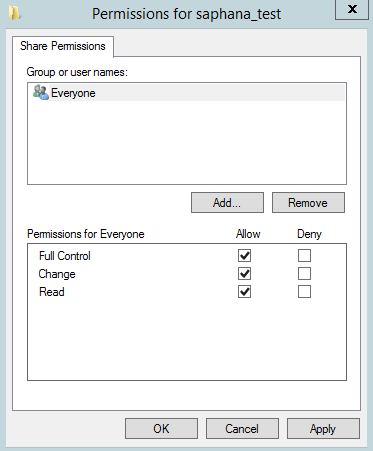 Permissions for saphana_test
x
Share Permissions
Group or user names:
Everyone
Add...
Remove
Permissions for Everyone Allow Deny
Full Control
Change
Read
OK
Cancel
Apply